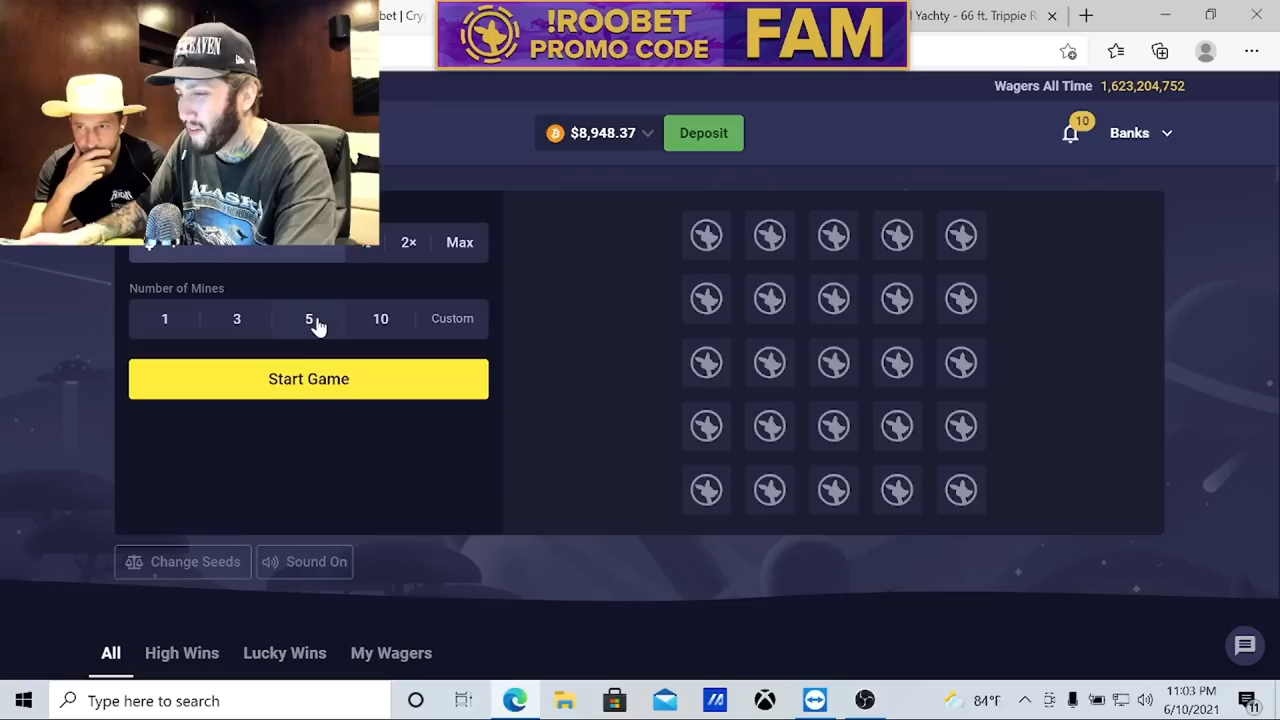 bet | Cry
Yachty - 66 ft. Trippie R
!ROOBET
PROMO CODE
FAM
Wagers All Time 1,623,204,752
$8,948.37
Deposit
10
Banks
2× Max
Number of Mines
1 3 5 10 Custom
Start Game
Change Seeds
Sound On
All High Wins Lucky Wins My Wagers
Type here to search
84°F
11:03 PM
6/10/2021
11
ALASKA